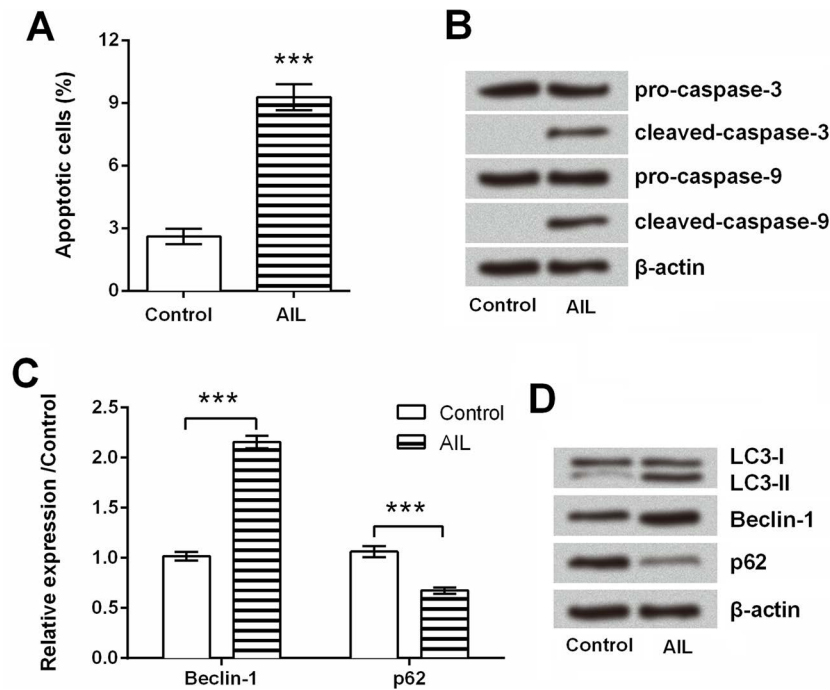 A
Apoptotic cells (%)
12
9
6
3
0
***
Control
AIL
B
pro-caspase-3
cleaved-caspase-3
pro-caspase-9
cleaved-caspase-9
β-actin
Control
AIL
C
Relative expression /Control
2.5
2.0
1.5
1.0
0.5
0.0
***
***
Control
AIL
Beclin-1
p62
D
LC3-I
LC3-II
Beclin-1
p62
β-actin
Control
AIL